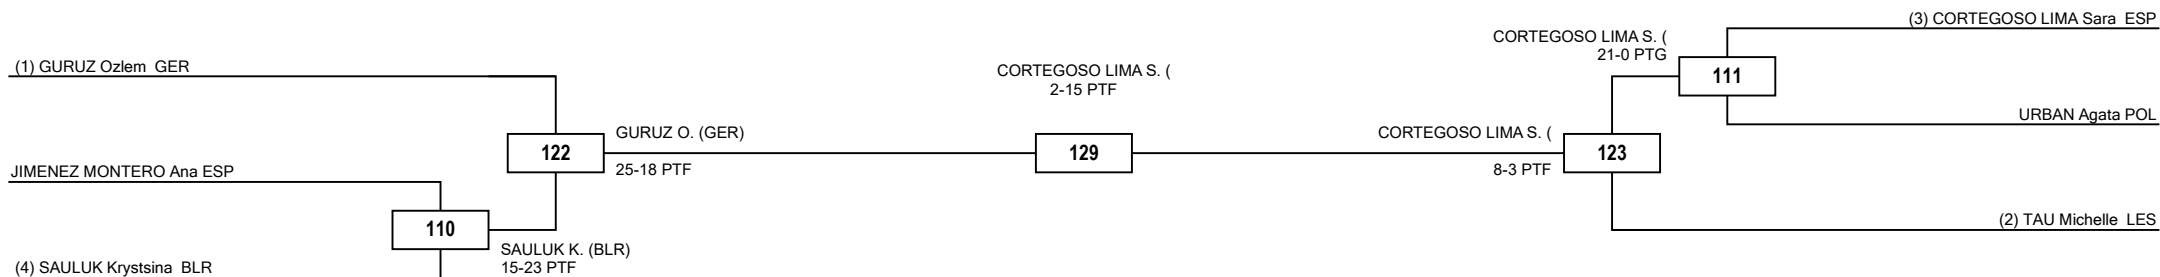 (3) CORTEGOSO LIMA Sara ESP
CORTEGOSO LIMA S. (
21-0 PTG
111
(1) GURUZ Ozlem GER
CORTEGOSO LIMA S. (
2-15 PTF
URBAN Agata POL
GURUZ O. (GER)
122
25-18 PTF
129
CORTEGOSO LIMA S. (
8-3 PTF
123
JIMENEZ MONTERO Ana ESP
110
SAULUK K. (BLR)
15-23 PTF
(2) TAU Michelle LES
(4) SAULUK Krystsina BLR